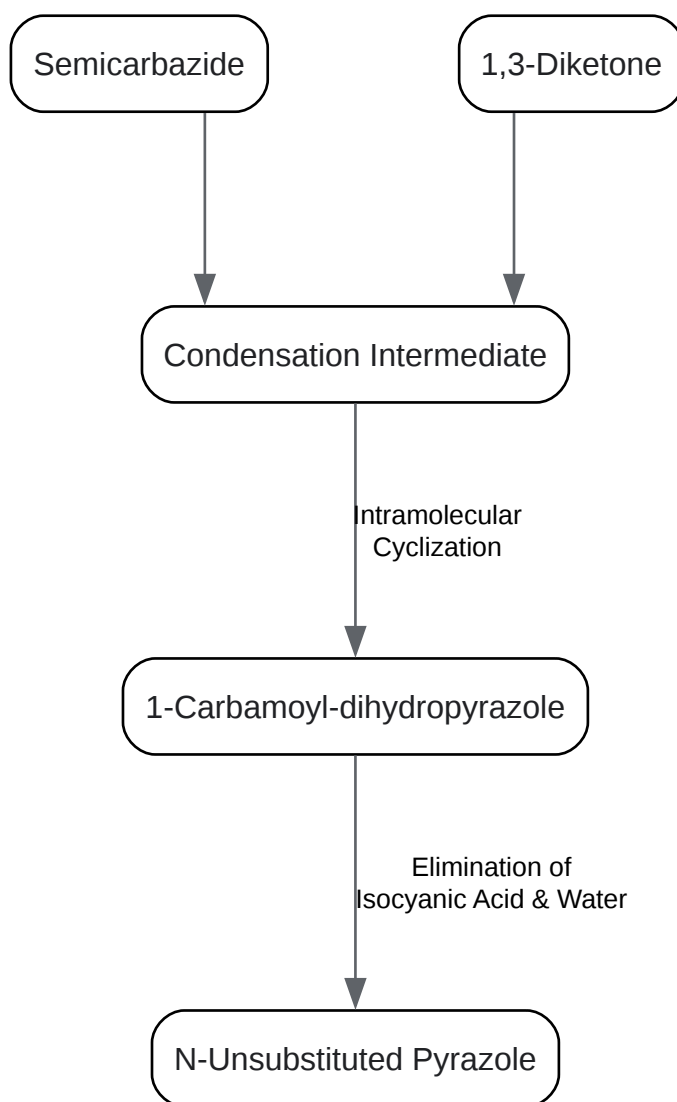 Semicarbazide
1,3-Diketone
Condensation Intermediate
Intramolecular
Cyclization
1-Carbamoyl-dihydropyrazole
Elimination of
Isocyanic Acid & Water
N-Unsubstituted Pyrazole